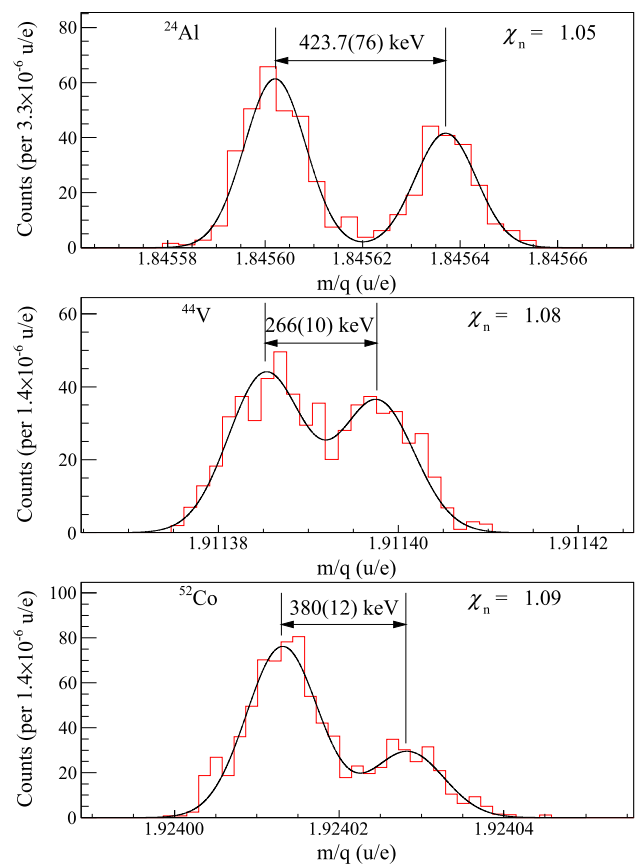 ²⁴Al
423.7(76) keV
χn = 1.05
Counts (per 3.3×10⁻⁶ u/e)
80
60
40
20
0
1.84558 1.84560 1.84562 1.84564 1.84566
m/q (u/e)
⁴⁴V
266(10) keV
χn = 1.08
Counts (per 1.4×10⁻⁶ u/e)
60
40
20
0
1.91138 1.91140 1.91142
m/q (u/e)
⁵²Co
380(12) keV
χn = 1.09
Counts (per 1.4×10⁻⁶ u/e)
100
80
60
40
20
0
1.92400 1.92402 1.92404
m/q (u/e)